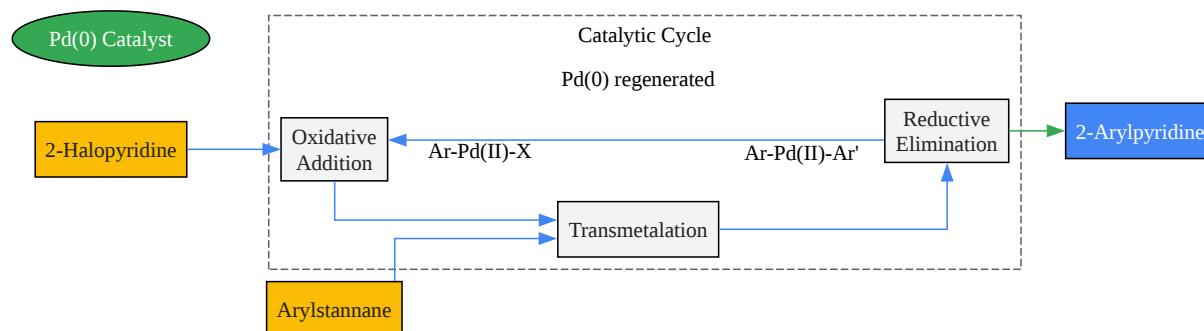 Pd(0) Catalyst
Catalytic Cycle
Pd(0) regenerated
2-Halopyridine
Oxidative
Addition
Ar-Pd(II)-X
Ar-Pd(II)-Ar'
Reductive
Elimination
2-Arylpyridine
Transmetalation
Arylstannane